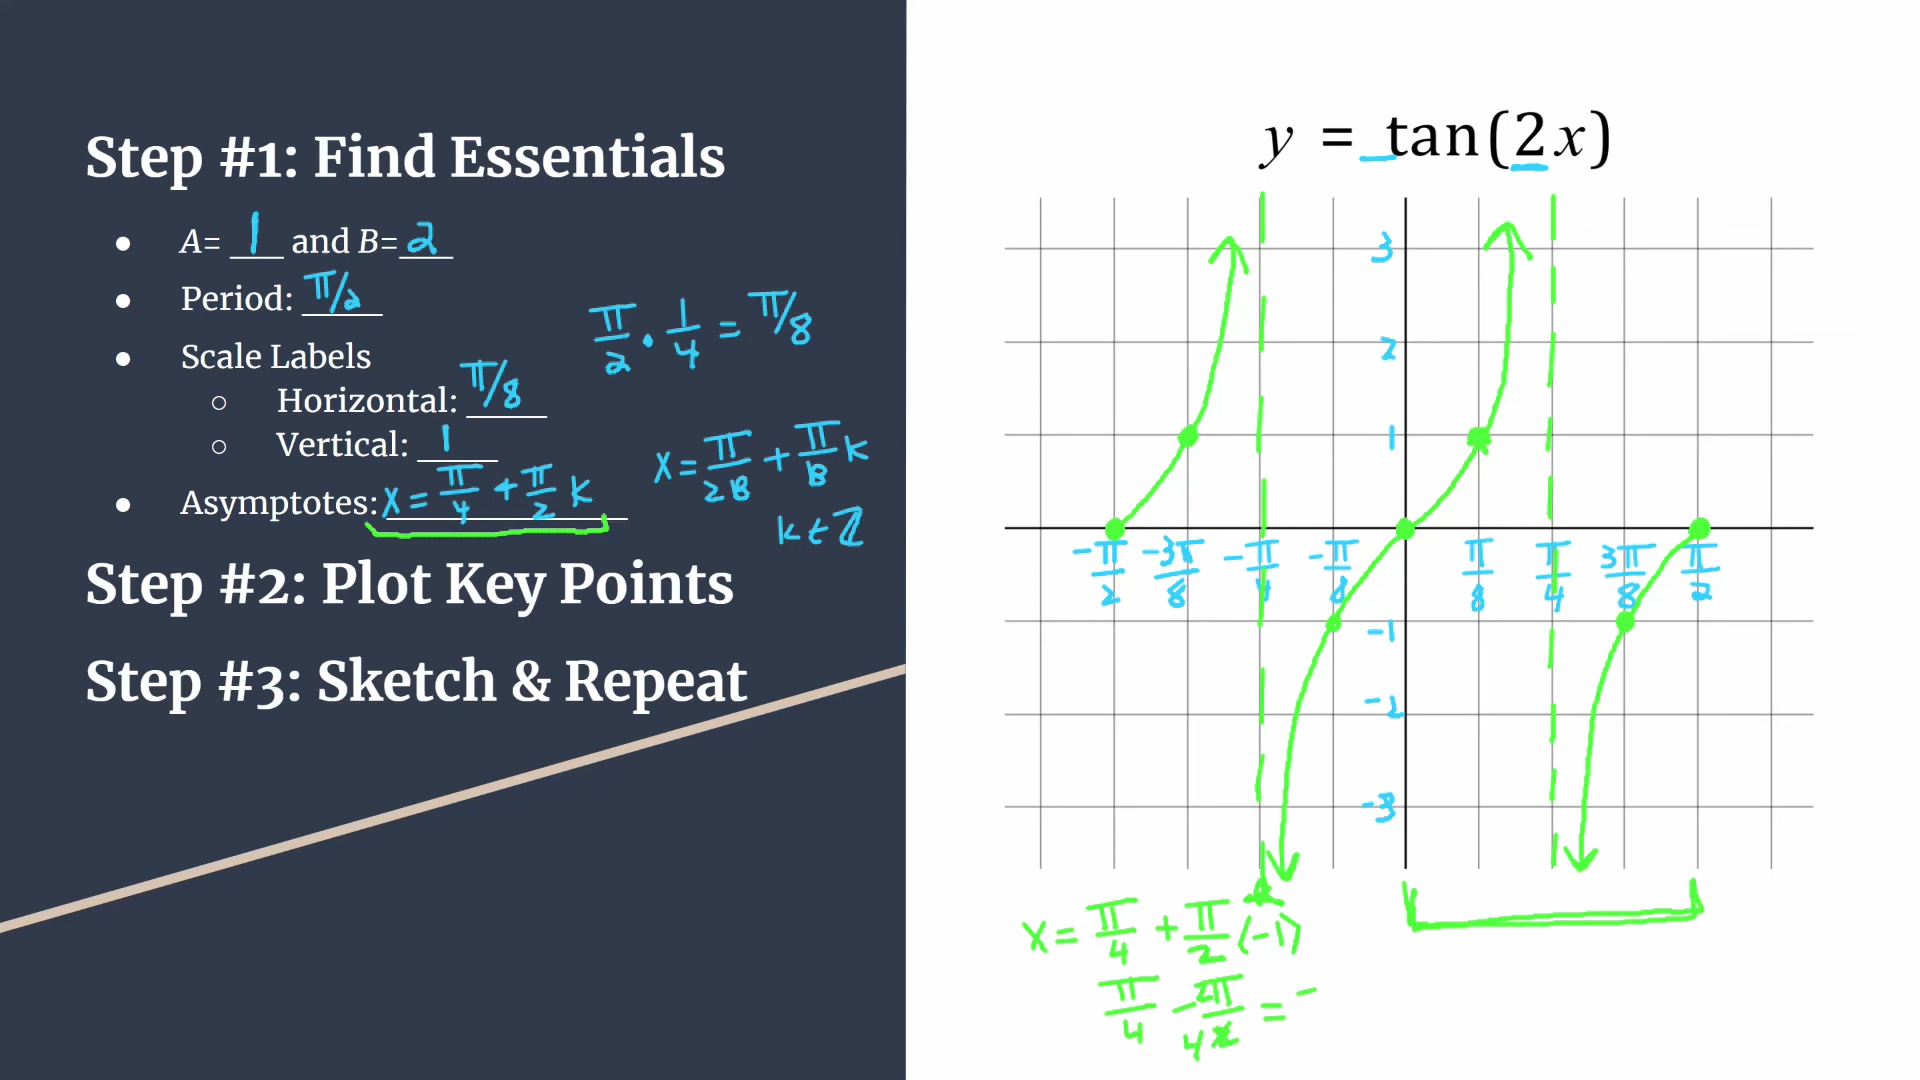 Step #1: Find Essentials
● A= 1 and B= 2
● Period: π/2
● Scale Labels
○ Horizontal: π/8
○ Vertical: 1
● Asymptotes: x = π/4 + π/2 k
π/2 · 1/4 = π/8
x = π/2B + π/B k
k ∈ ℤ
Step #2: Plot Key Points
Step #3: Sketch & Repeat
y = tan(2x)
3
2
1
-π/2 -3π/8 -π/4 -π/8 π/8 π/4 3π/8 π/2
-1
-2
-3
x = π/4 + π/2 (-1)
π/4 - 2π/4 = -